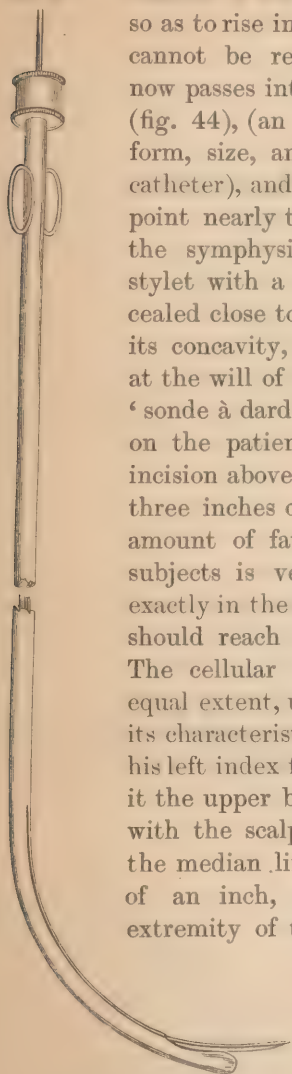 so as to rise in
cannot be re
now passes int
(fig. 44), (an
form, size, an
catheter), and
point nearly t
the symphysi
stylet with a
cealed close to
its concavity,
at the will of
‘ sonde à dard
on the patien
incision above
three inches o
amount of fa
subjects is ve
exactly in the
should reach
The cellular
equal extent, u
its characteris
his left index f
it the upper b
with the scalp
the median .li
of an inch,
extremity of t